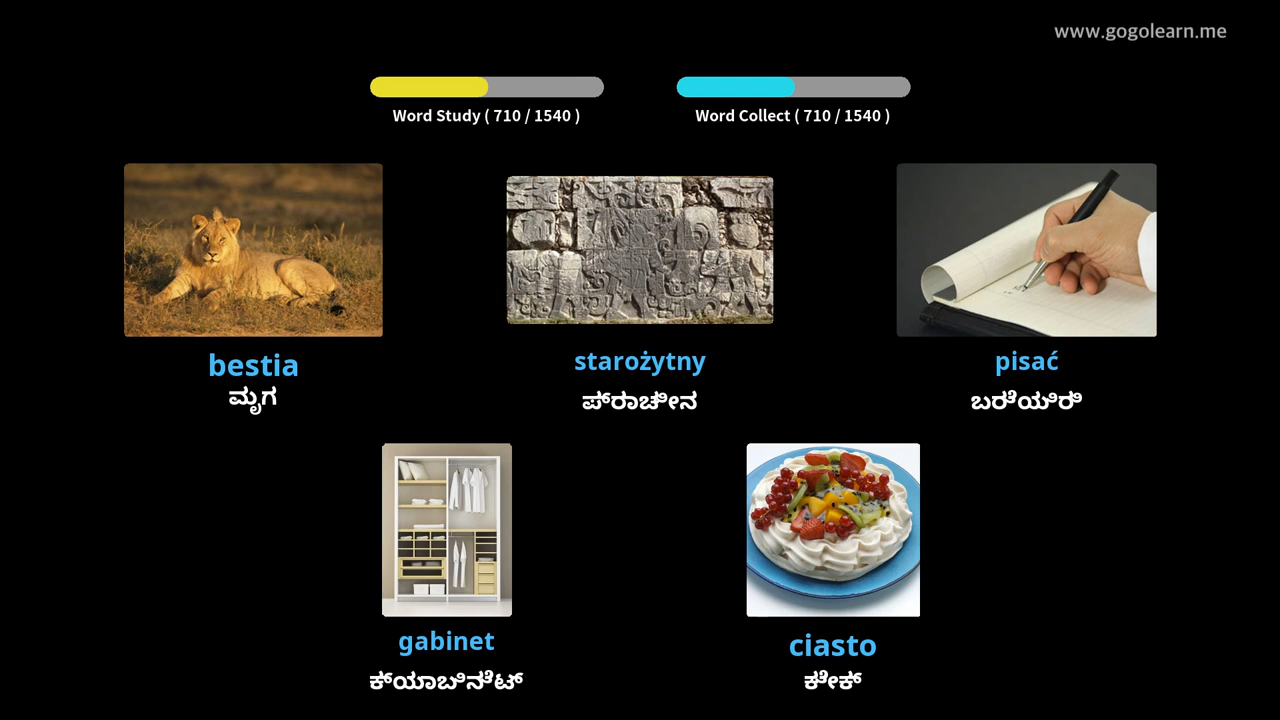 www.gogolearn.me
Word Study ( 710 / 1540 )
Word Collect ( 710 / 1540 )
bestia
ಮೃಗ
starożytny
ಪ್ರಾಚೀನ
pisać
ಬರೆಯಿರಿ
gabinet
ಕ್ಯಾಬಿನೆಟ್
ciasto
ಕೇಕ್